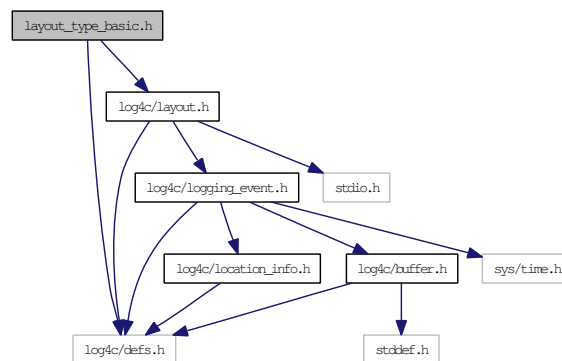 layout_type_basic.h
log4c/layout.h
log4c/logging_event.h
stdio.h
log4c/location_info.h
log4c/buffer.h
sys/time.h
log4c/defs.h
stddef.h